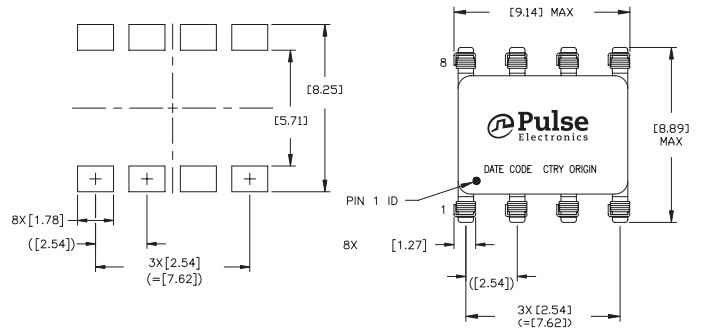 [9.14] MAX
8
[8.25]
[5.71]
[8.89]
MAX
Pulse
Electronics
DATE CODE CTRY ORIGIN
PIN 1 ID
1
8X [1.78]
([2.54])
3X [2.54]
(=[7.62])
8X [1.27]
([2.54])
3X [2.54]
(=[7.62])